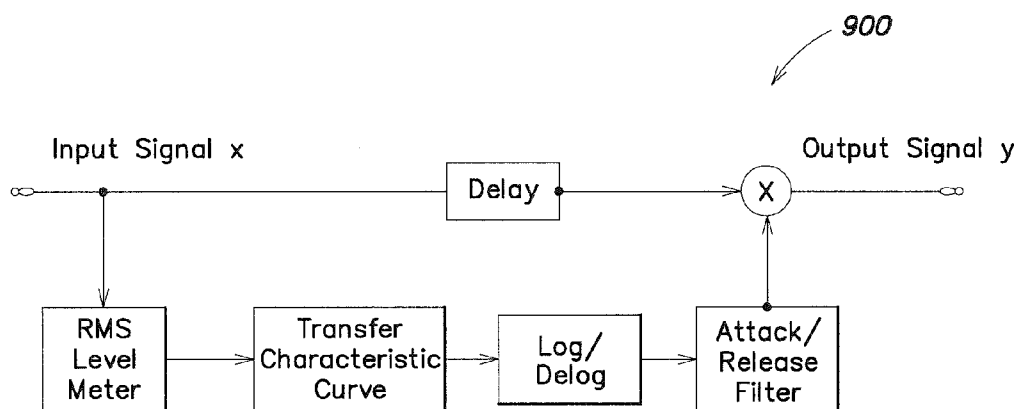 900
Input Signal x
Output Signal y
Delay
X
RMS
Level
Meter
Transfer
Characteristic
Curve
Log/
Delog
Attack/
Release
Filter